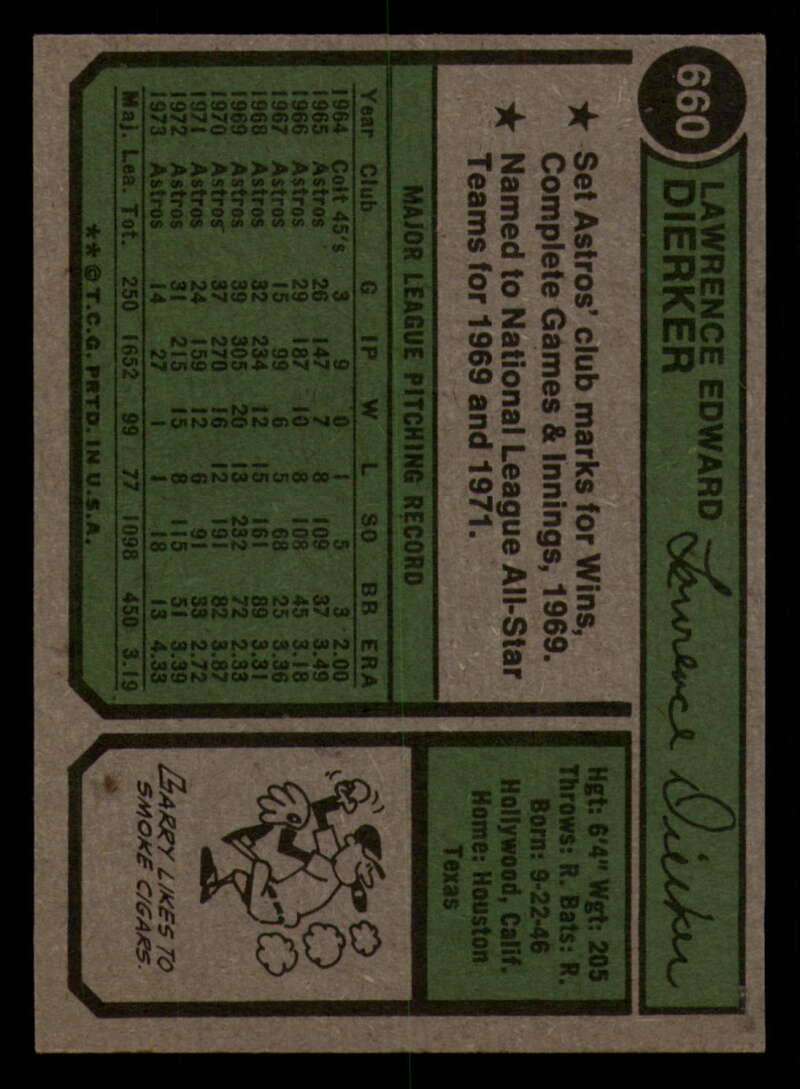 660
LAWRENCE EDWARD
DIERKER
Lawrence Dierker
★ Set Astros' club marks for Wins,
Complete Games & Innings, 1969.
★ Named to National League All-Star
Teams for 1969 and 1971.
MAJOR LEAGUE PITCHING RECORD
Year Club G IP W L SO BB ERA
1964 Colt 45's 3 9 0 1 5 3 2.00
1965 Astros 26 147 7 8 109 37 3.49
1966 Astros 29 187 10 8 108 45 3.18
1967 Astros 15 99 6 5 68 25 3.36
1968 Astros 32 234 12 15 161 89 3.31
1969 Astros 39 305 20 13 232 72 2.33
1970 Astros 37 270 16 12 191 82 3.87
1971 Astros 24 159 12 6 91 33 2.72
1972 Astros 31 215 15 8 115 51 3.39
1973 Astros 14 27 1 1 18 13 4.33
Maj. Lea. Tot. 250 1652 99 77 1098 450 3.19
**© T.C.G. PRTD. IN U.S.A.
Hgt: 6'4" Wgt: 205
Throws: R. Bats: R.
Born: 9-22-46
Hollywood, Calif.
Home: Houston
Texas
LARRY LIKES TO
SMOKE CIGARS.